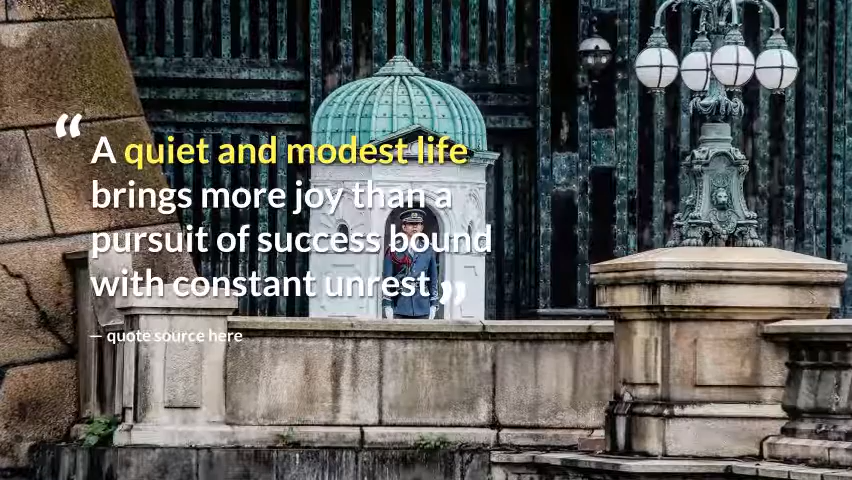 “ A quiet and modest life
brings more joy than a
pursuit of success bound
with constant unrest ”
— quote source here